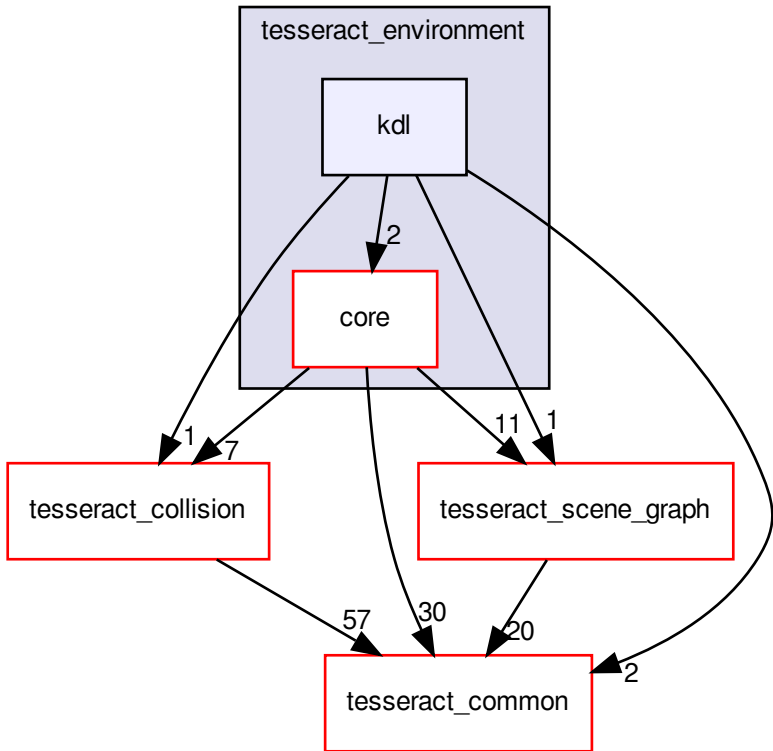 tesseract_environment
kdl
2
core
1
7
11
1
tesseract_collision
tesseract_scene_graph
57
30
20
2
tesseract_common